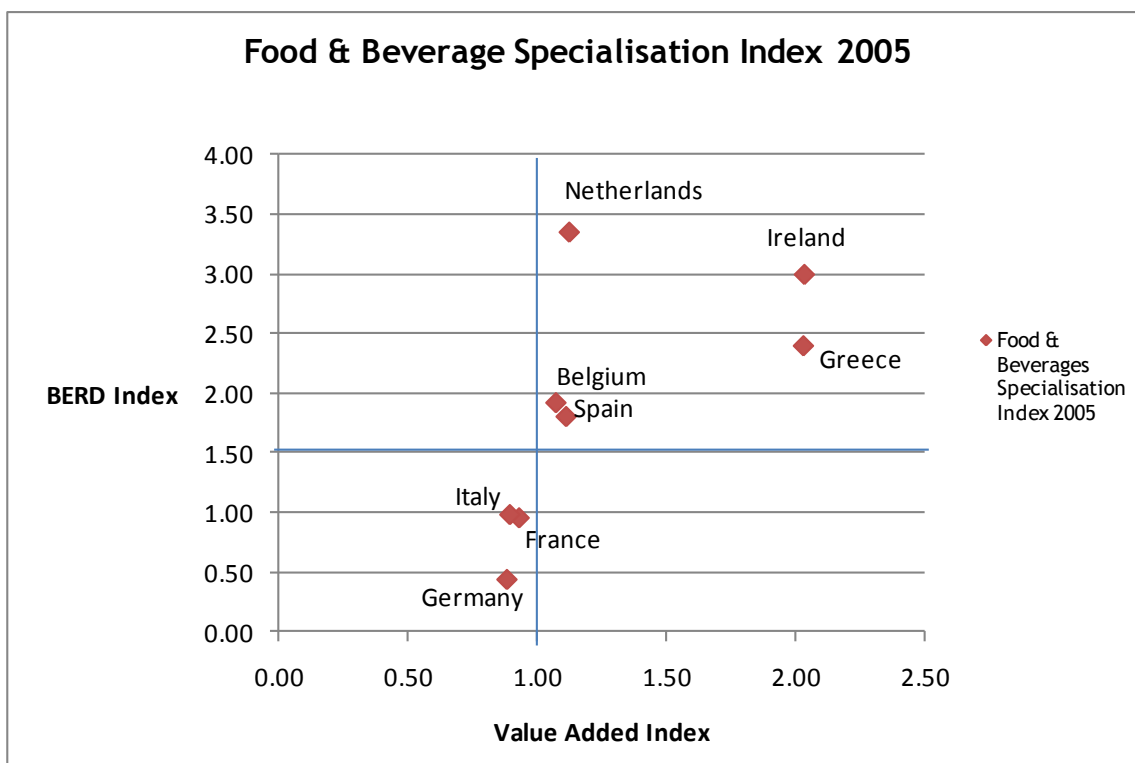 Food & Beverage Specialisation Index 2005
4.00
3.50
3.00
2.50
2.00
1.50
1.00
0.50
0.00
BERD Index
Netherlands
Ireland
Greece
Belgium
Spain
Italy
France
Germany
0.00 0.50 1.00 1.50 2.00 2.50
Value Added Index
Food &
Beverages
Specialisation
Index 2005